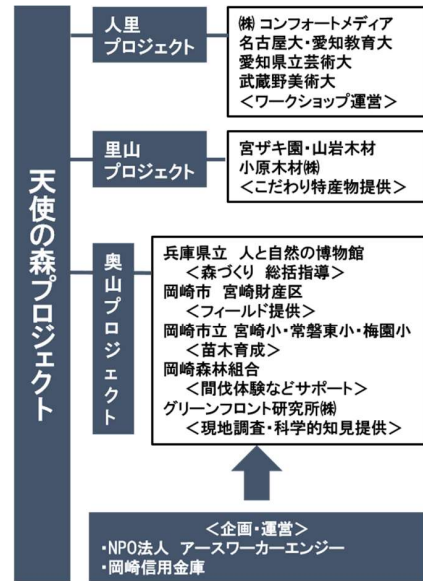 天使の森プロジェクト
人里
プロジェクト
㈱ コンフォートメディア
名古屋大・愛知教育大
愛知県立芸術大
武蔵野美術大
<ワークショップ運営>
里山
プロジェクト
宮ザキ園・山岩木材
小原木材㈱
<こだわり特産物提供>
奥山プロジェクト
兵庫県立 人と自然の博物館
<森づくり 総括指導>
岡崎市 宮崎財産区
<フィールド提供>
岡崎市立 宮崎小・常磐東小・梅園小
<苗木育成>
岡崎森林組合
<間伐体験などサポート>
グリーンフロント研究所㈱
<現地調査・科学的知見提供>
<企画・運営>
・NPO法人 アースワーカーエンジー
・岡崎信用金庫